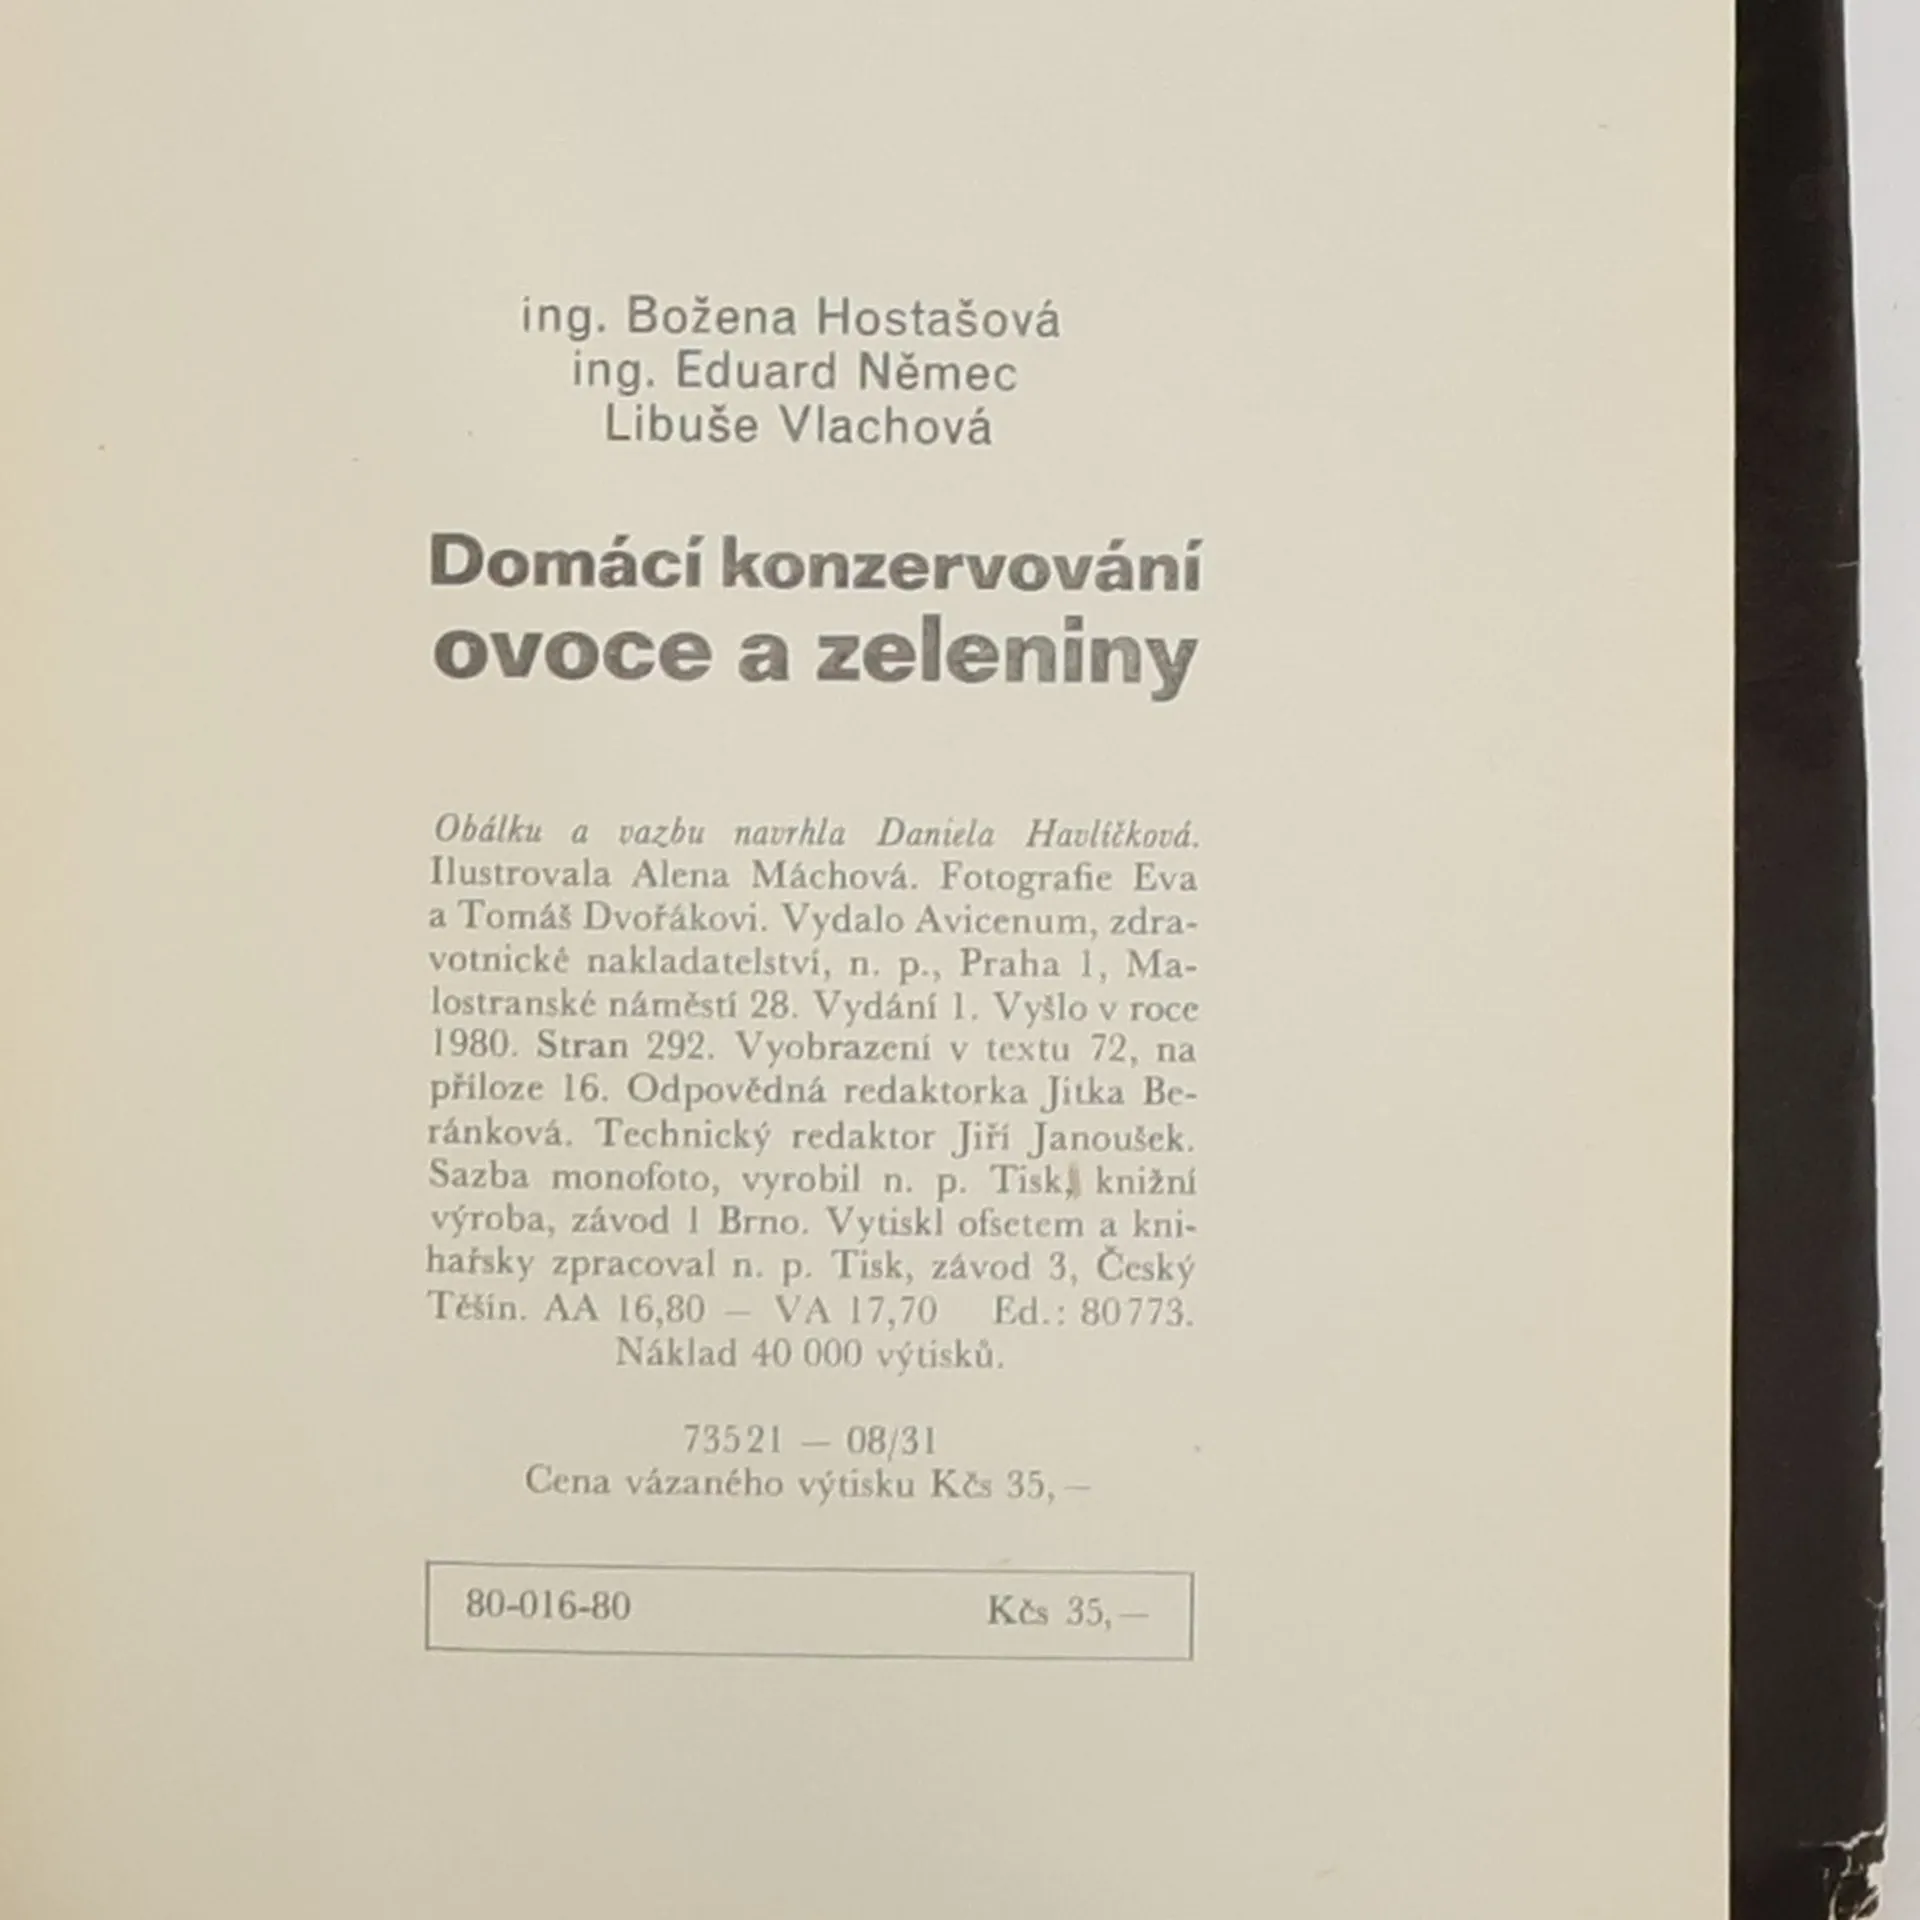 ing. Božena Hostašová
ing. Eduard Němec
Libuše Vlachová
Domácí konzervování
ovoce a zeleniny
Obálku a vazbu navrhla Daniela Havlíčková.
Ilustrovala Alena Máchová. Fotografie Eva
a Tomáš Dvořákovi. Vydalo Avicenum, zdra-
votnické nakladatelství, n. p., Praha 1, Ma-
lostranské náměstí 28. Vydání 1. Vyšlo v roce
1980. Stran 292. Vyobrazení v textu 72, na
příloze 16. Odpovědná redaktorka Jitka Be-
ránková. Technický redaktor Jiří Janoušek.
Sazba monofoto, vyrobil n. p. Tisk, knižní
výroba, závod 1 Brno. Vytiskl ofsetem a kni-
hařsky zpracoval n. p. Tisk, závod 3, Český
Těšín. AA 16,80 — VA 17,70 Ed.: 80773.
Náklad 40 000 výtisků.
73521 — 08/31
Cena vázaného výtisku Kčs 35,—
80-016-80 Kčs 35,—